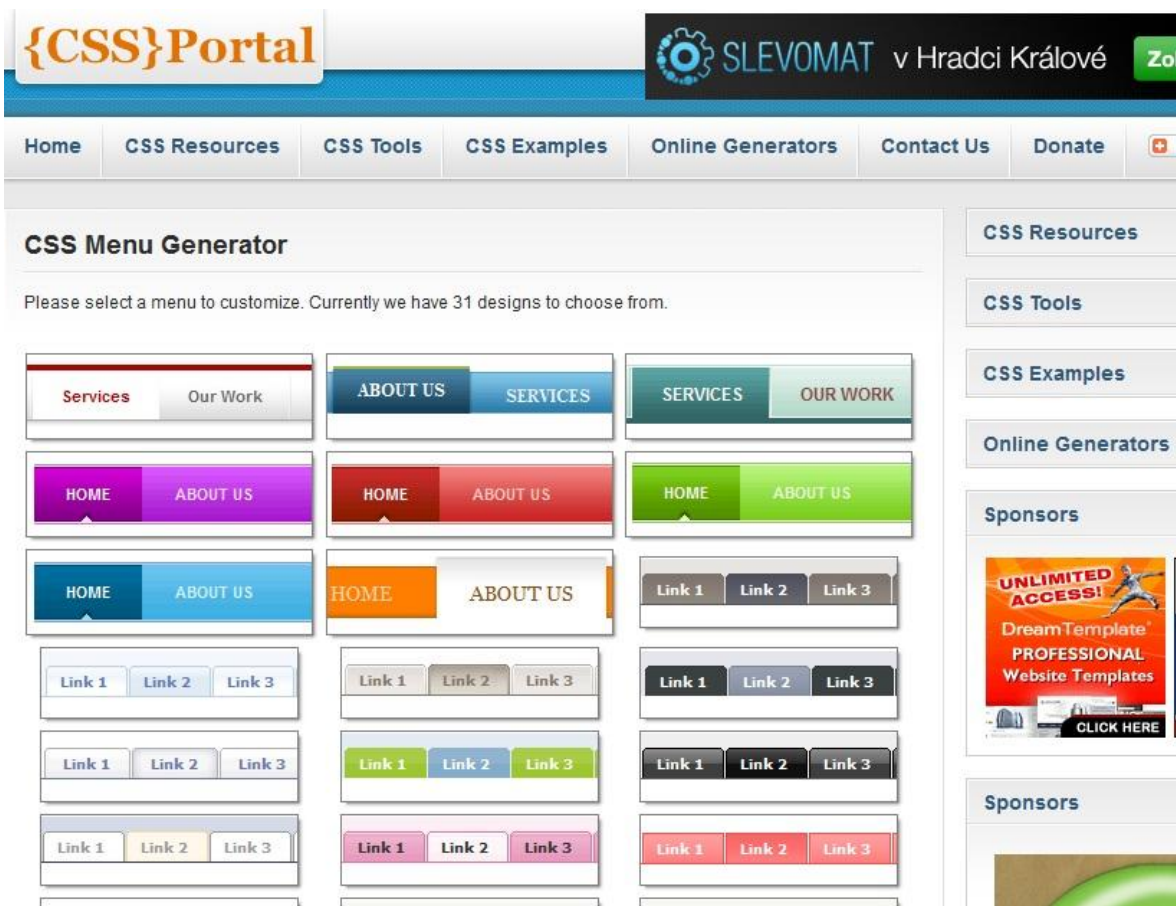 {CSS}Portal
SLEVOMAT v Hradci Králové
Home CSS Resources CSS Tools CSS Examples Online Generators Contact Us Donate
CSS Menu Generator
Please select a menu to customize. Currently we have 31 designs to choose from.
Services Our Work
ABOUT US SERVICES
SERVICES OUR WORK
HOME ABOUT US
HOME ABOUT US
HOME ABOUT US
HOME ABOUT US
HOME ABOUT US
Link 1 Link 2 Link 3
Link 1 Link 2 Link 3
Link 1 Link 2 Link 3
Link 1 Link 2 Link 3
Link 1 Link 2 Link 3
Link 1 Link 2 Link 3
Link 1 Link 2 Link 3
Link 1 Link 2 Link 3
Link 1 Link 2 Link 3
Link 1 Link 2 Link 3
CSS Resources
CSS Tools
CSS Examples
Online Generators
Sponsors
UNLIMITED
ACCESS!
DreamTemplate
PROFESSIONAL
Website Templates
CLICK HERE
Sponsors